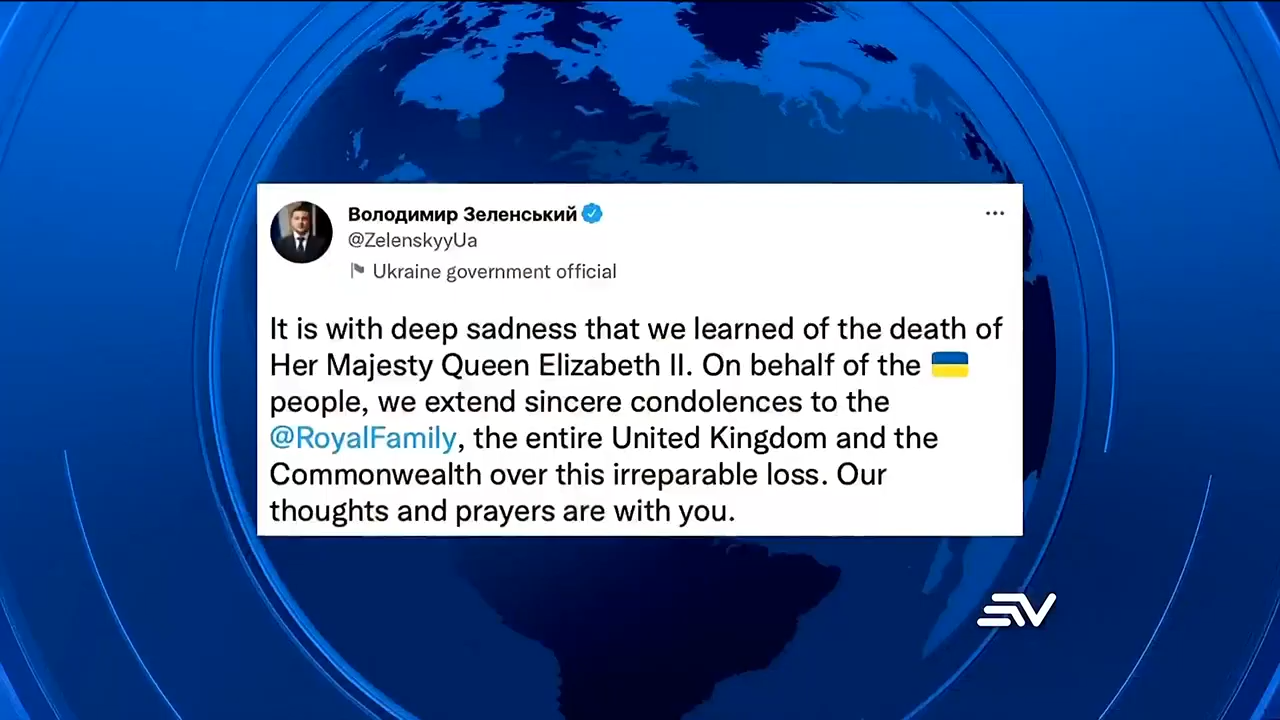 Володимир Зеленський
@ZelenskyyUa
Ukraine government official
It is with deep sadness that we learned of the death of
Her Majesty Queen Elizabeth II. On behalf of the 🇺🇦
people, we extend sincere condolences to the
@RoyalFamily, the entire United Kingdom and the
Commonwealth over this irreparable loss. Our
thoughts and prayers are with you.